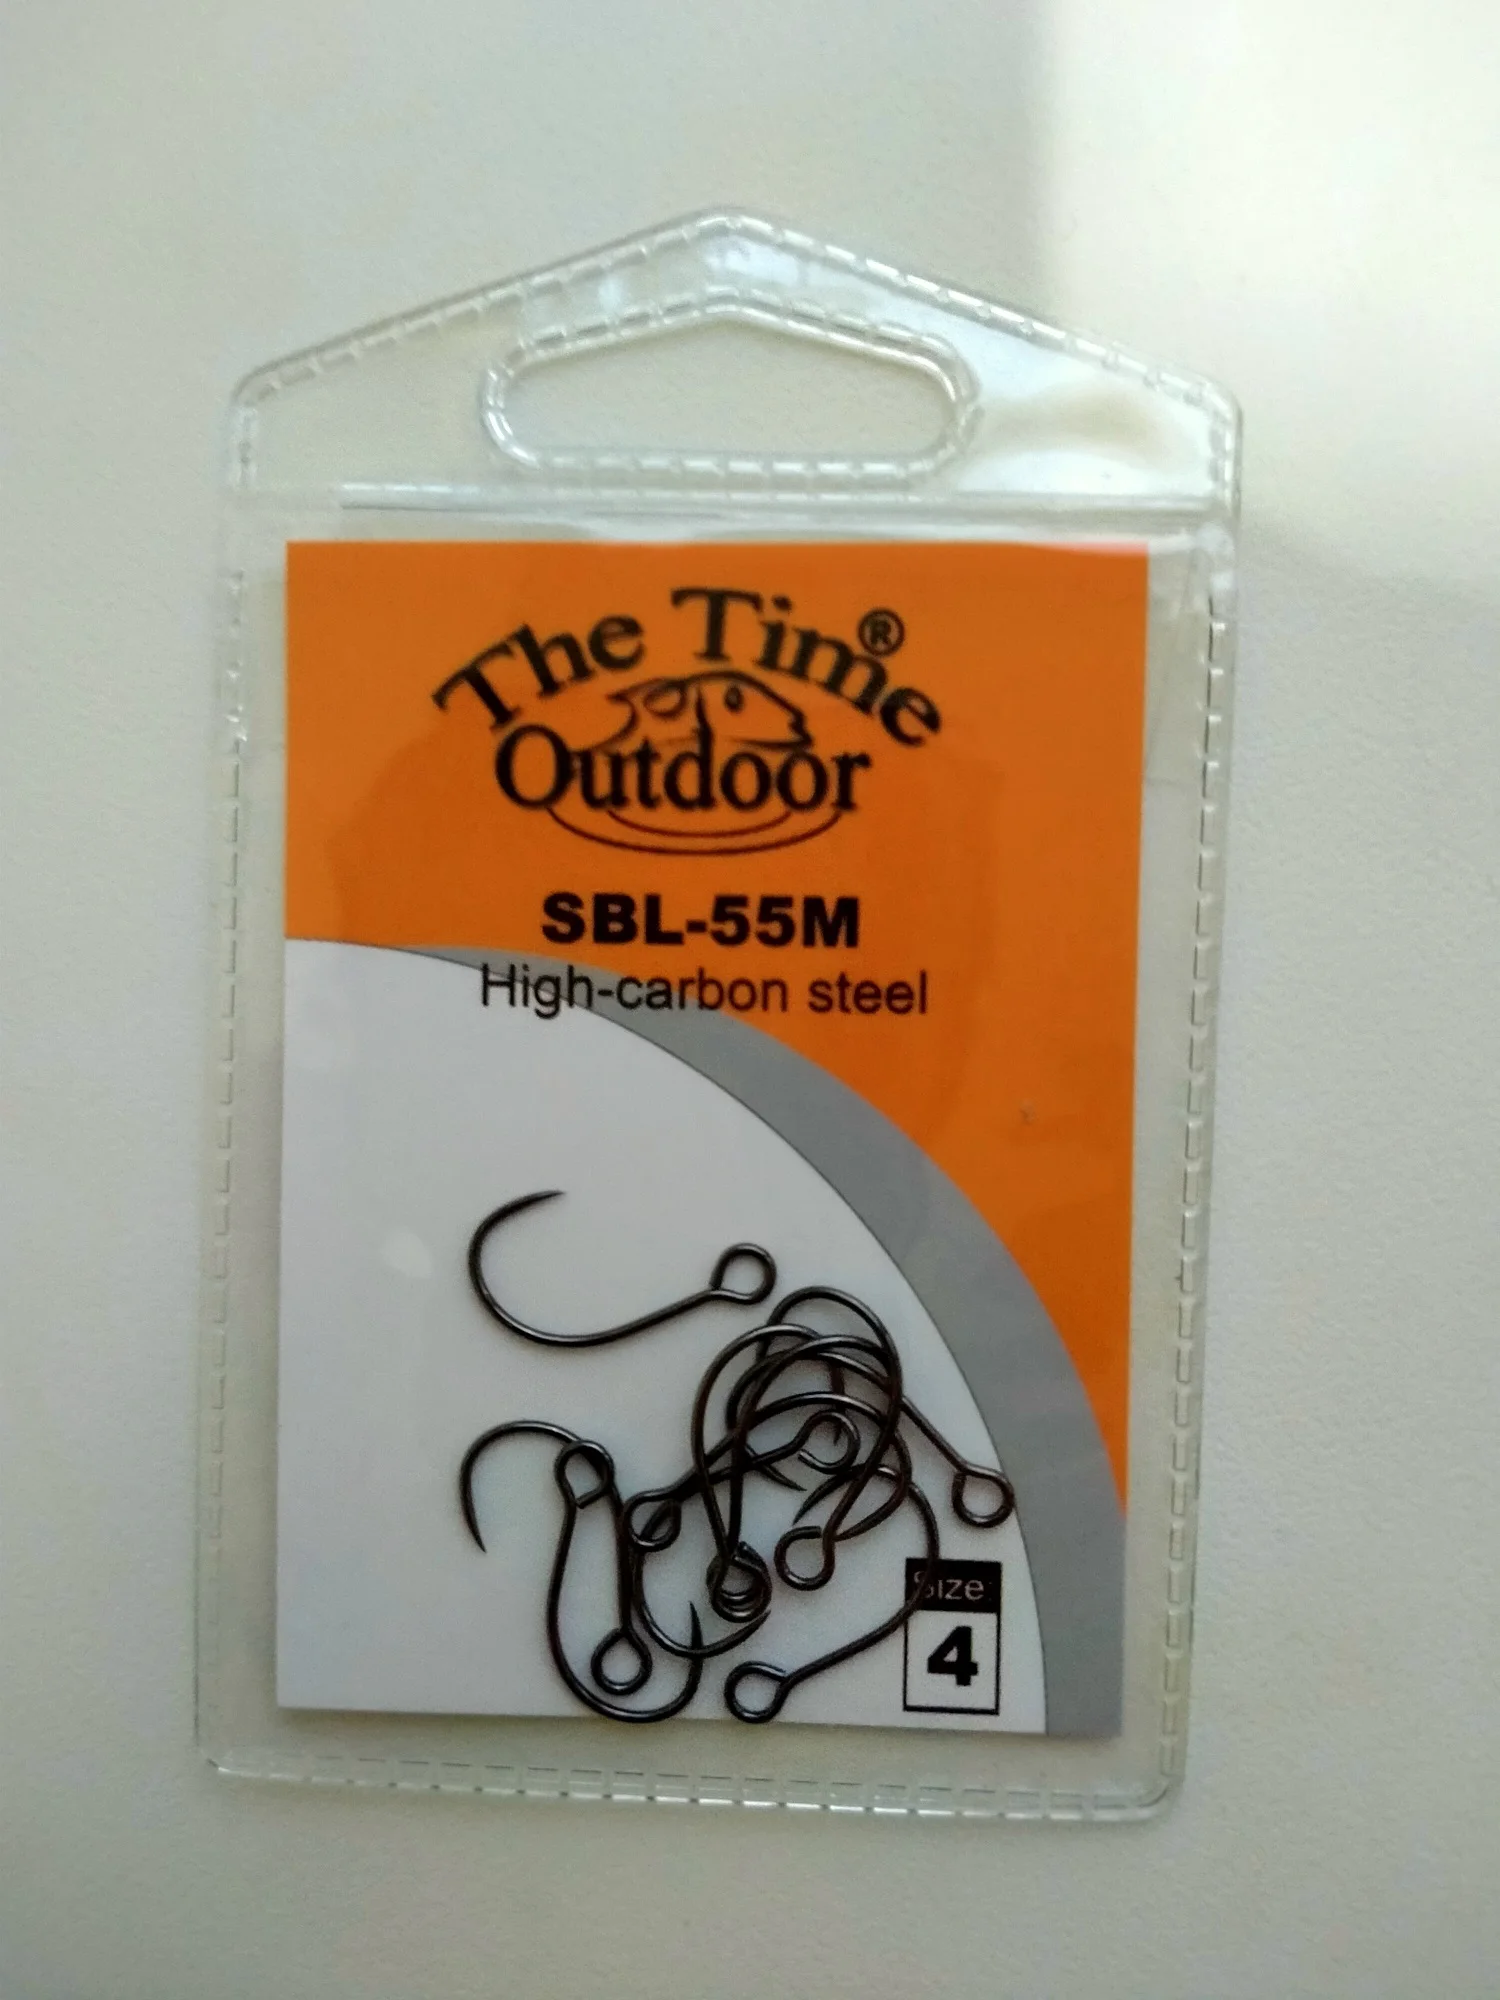 The Time®
Outdoor
SBL-55M
High-carbon steel
Size:
4